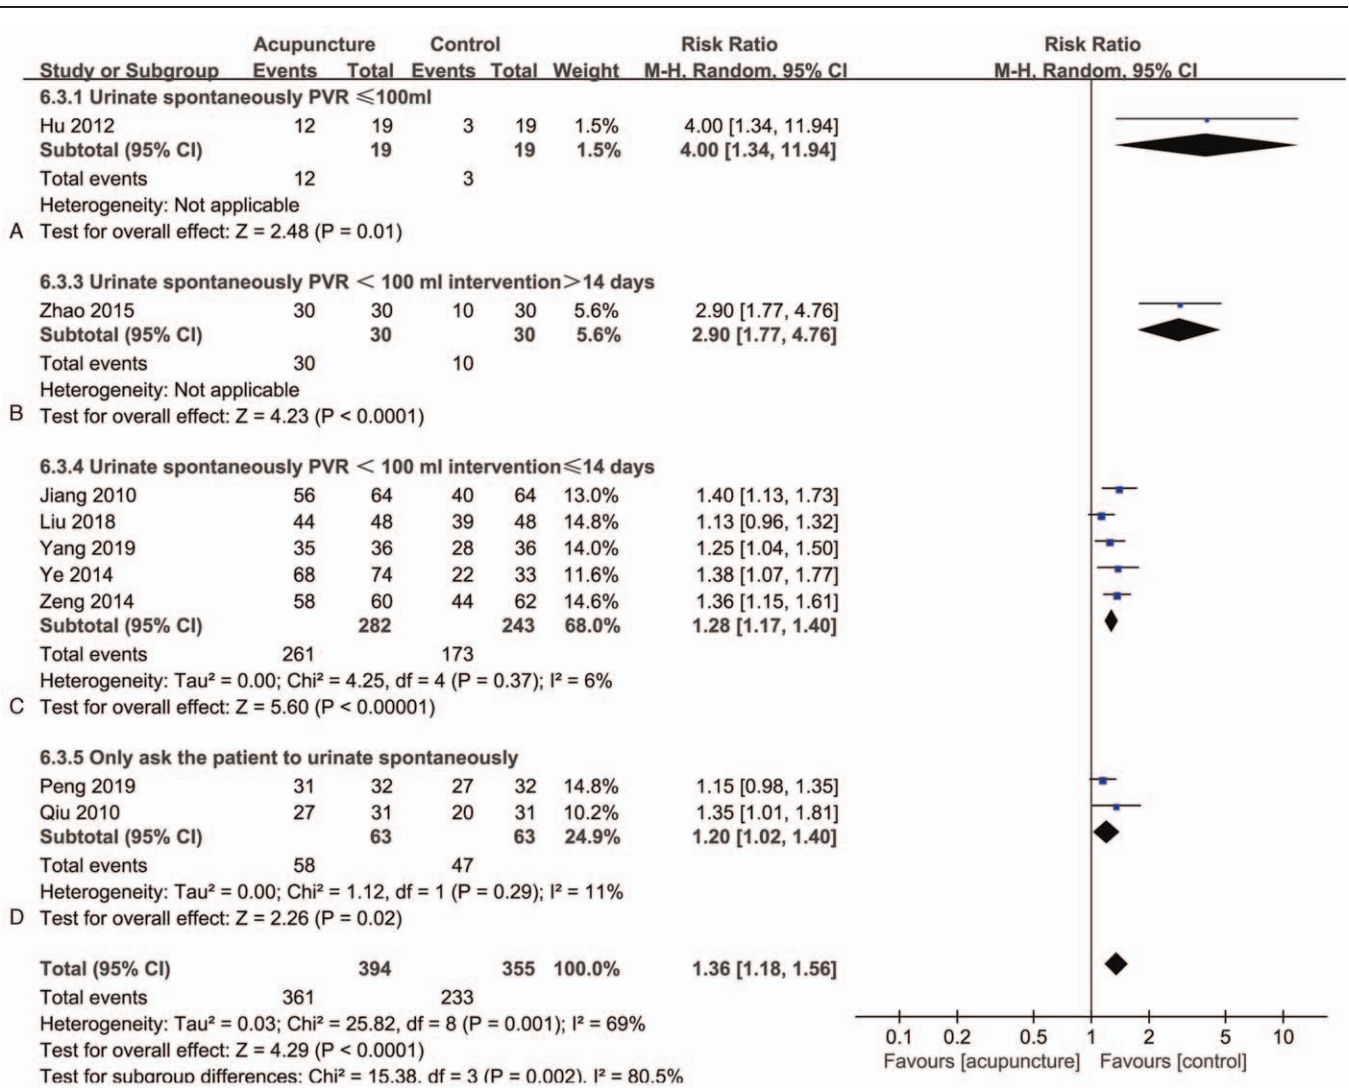 Acupuncture Control Risk Ratio Risk Ratio
Study or Subgroup Events Total Events Total Weight M-H, Random, 95% CI M-H, Random, 95% CI
6.3.1 Urinate spontaneously PVR ≤100ml
Hu 2012 12 19 3 19 1.5% 4.00 [1.34, 11.94]
Subtotal (95% CI) 19 19 1.5% 4.00 [1.34, 11.94]
Total events 12 3
Heterogeneity: Not applicable
A Test for overall effect: Z = 2.48 (P = 0.01)
6.3.3 Urinate spontaneously PVR < 100 ml intervention>14 days
Zhao 2015 30 30 10 30 5.6% 2.90 [1.77, 4.76]
Subtotal (95% CI) 30 30 5.6% 2.90 [1.77, 4.76]
Total events 30 10
Heterogeneity: Not applicable
B Test for overall effect: Z = 4.23 (P < 0.0001)
6.3.4 Urinate spontaneously PVR < 100 ml intervention≤14 days
Jiang 2010 56 64 40 64 13.0% 1.40 [1.13, 1.73]
Liu 2018 44 48 39 48 14.8% 1.13 [0.96, 1.32]
Yang 2019 35 36 28 36 14.0% 1.25 [1.04, 1.50]
Ye 2014 68 74 22 33 11.6% 1.38 [1.07, 1.77]
Zeng 2014 58 60 44 62 14.6% 1.36 [1.15, 1.61]
Subtotal (95% CI) 282 243 68.0% 1.28 [1.17, 1.40]
Total events 261 173
Heterogeneity: Tau² = 0.00; Chi² = 4.25, df = 4 (P = 0.37); I² = 6%
C Test for overall effect: Z = 5.60 (P < 0.00001)
6.3.5 Only ask the patient to urinate spontaneously
Peng 2019 31 32 27 32 14.8% 1.15 [0.98, 1.35]
Qiu 2010 27 31 20 31 10.2% 1.35 [1.01, 1.81]
Subtotal (95% CI) 63 63 24.9% 1.20 [1.02, 1.40]
Total events 58 47
Heterogeneity: Tau² = 0.00; Chi² = 1.12, df = 1 (P = 0.29); I² = 11%
D Test for overall effect: Z = 2.26 (P = 0.02)
Total (95% CI) 394 355 100.0% 1.36 [1.18, 1.56]
Total events 361 233
Heterogeneity: Tau² = 0.03; Chi² = 25.82, df = 8 (P = 0.001); I² = 69%
Test for overall effect: Z = 4.29 (P < 0.0001)
Test for subgroup differences: Chi² = 15.38, df = 3 (P = 0.002), I² = 80.5%
0.1 0.2 0.5 1 2 5 10
Favours [acupuncture] Favours [control]